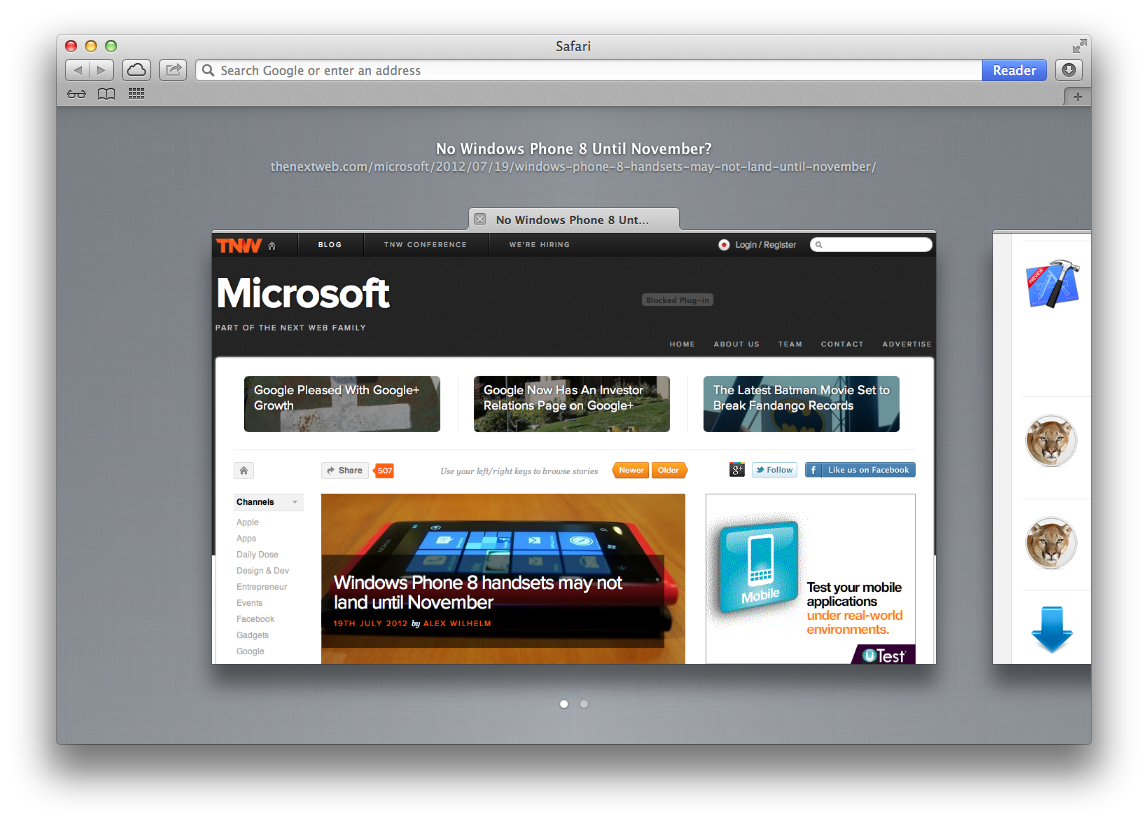 Safari
Search Google or enter an address
Reader
No Windows Phone 8 Until November?
thenextweb.com/microsoft/2012/07/19/windows-phone-8-handsets-may-not-land-until-november/
No Windows Phone 8 Unt...
TNW BLOG TNW CONFERENCE WE'RE HIRING Login / Register
Microsoft
Blocked Plug-in
PART OF THE NEXT WEB FAMILY
HOME ABOUT US TEAM CONTACT ADVERTISE
Google Pleased With Google+
Growth
Google Now Has An Investor
Relations Page on Google+
The Latest Batman Movie Set to
Break Fandango Records
Share 507 Use your left/right keys to browse stories Newer Older g+ Follow f Like us on Facebook
Channels
Apple
Apps
Daily Dose
Design & Dev
Entrepreneur
Events
Facebook
Gadgets
Google
NOKIA
Windows Phone 8 handsets may not
land until November
19TH JULY 2012 by ALEX WILHELM
Mobile
Test your mobile
applications
under real-world
environments.
uTest
PREVIEW